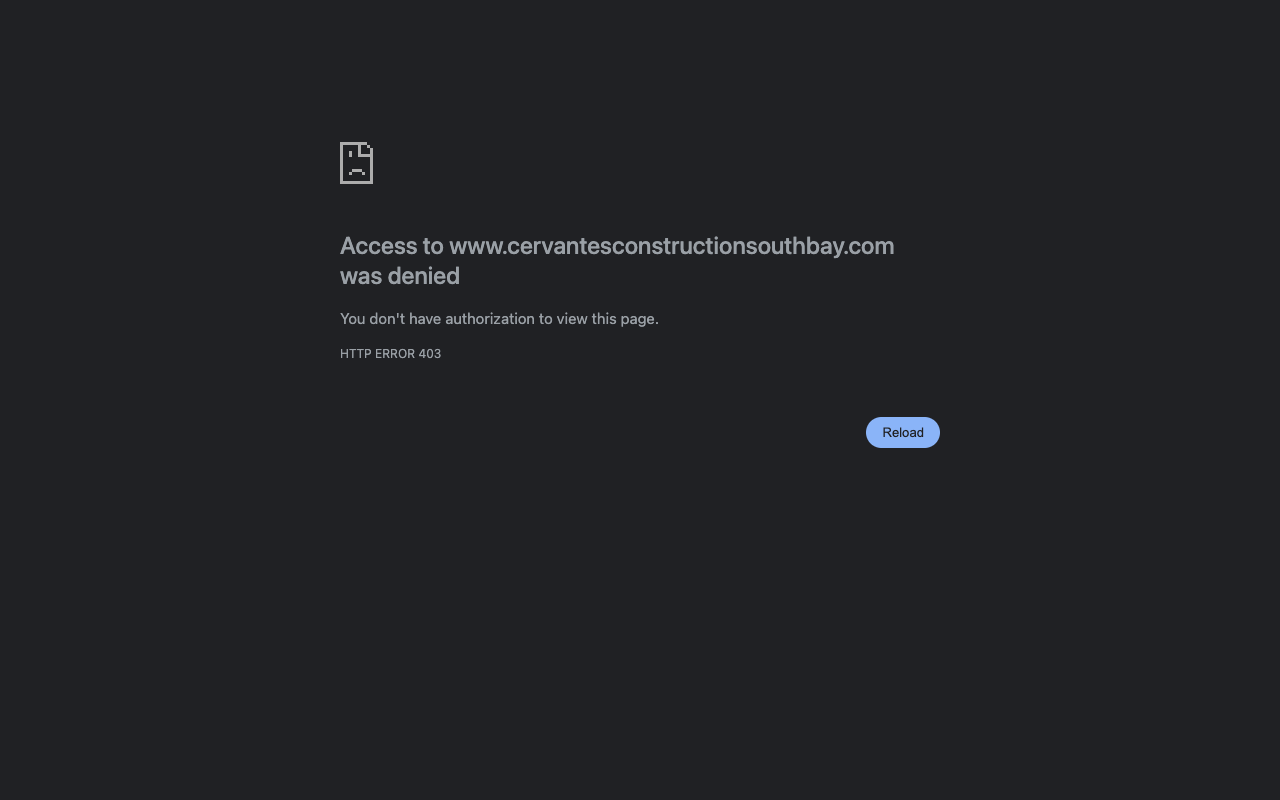 Access to www.cervantesconstructionsouthbay.com
was denied
You don't have authorization to view this page.
HTTP ERROR 403
Reload